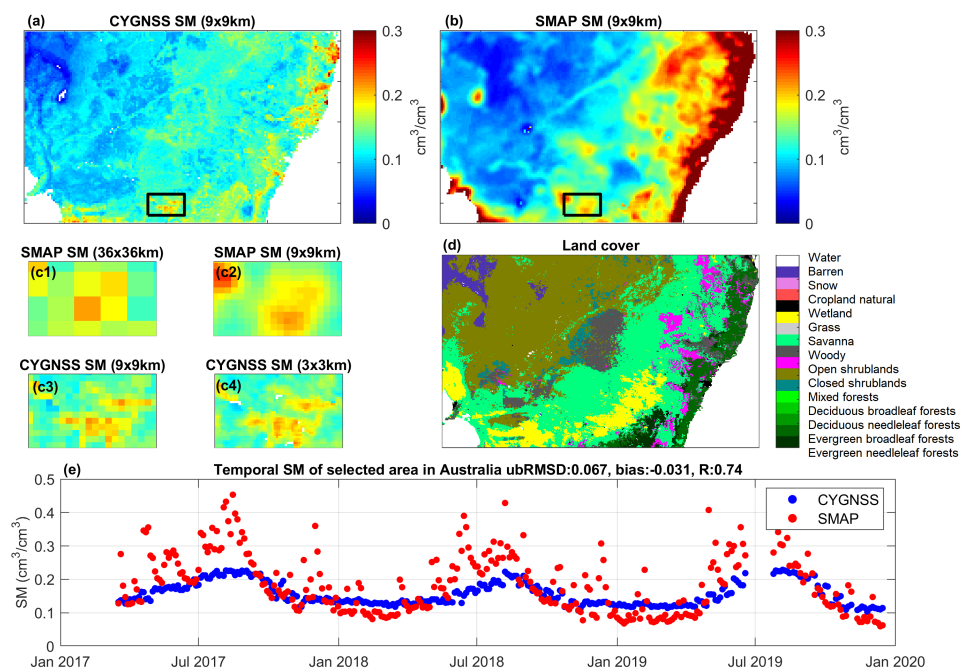 (a) CYGNSS SM (9x9km)
0.3
0.2
0.1
0
cm³/cm³
(b) SMAP SM (9x9km)
0.3
0.2
0.1
0
cm³/cm³
SMAP SM (36x36km)
(c1)
SMAP SM (9x9km)
(c2)
CYGNSS SM (9x9km)
(c3)
CYGNSS SM (3x3km)
(c4)
(d) Land cover
Water
Barren
Snow
Cropland natural
Wetland
Grass
Savanna
Woody
Open shrublands
Closed shrublands
Mixed forests
Deciduous broadleaf forests
Deciduous needleleaf forests
Evergreen broadleaf forests
Evergreen needleleaf forests
(e) Temporal SM of selected area in Australia ubRMSD:0.067, bias:-0.031, R:0.74
SM (cm³/cm³)
0.5
0.4
0.3
0.2
0.1
0
CYGNSS
SMAP
Jan 2017 Jul 2017 Jan 2018 Jul 2018 Jan 2019 Jul 2019 Jan 2020